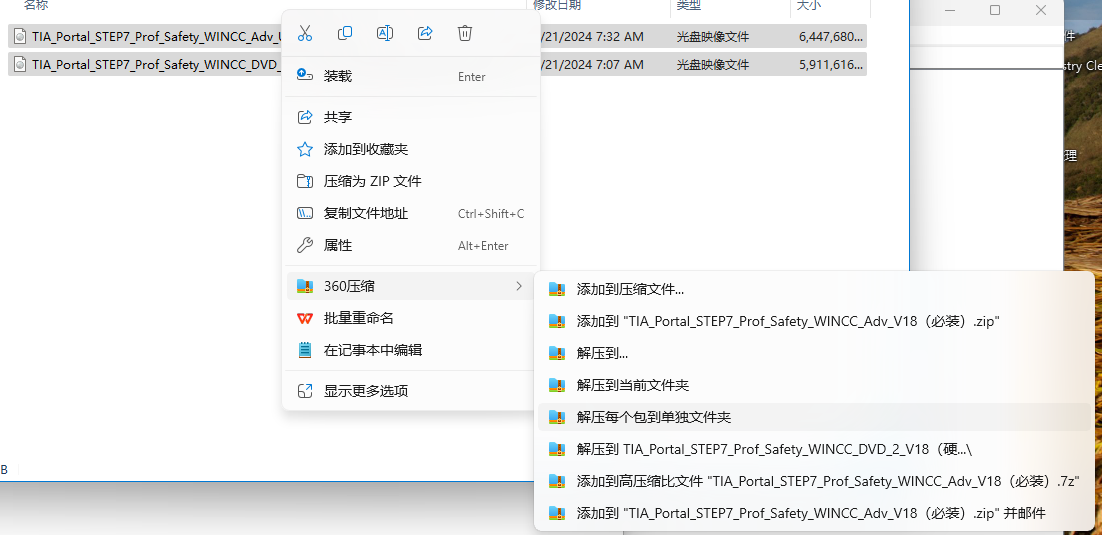 名称 修改日期 类型 大小
TIA_Portal_STEP7_Prof_Safety_WINCC_Adv_ /21/2024 7:32 AM 光盘映像文件 6,447,680...
TIA_Portal_STEP7_Prof_Safety_WINCC_DVD_ /21/2024 7:07 AM 光盘映像文件 5,911,616...
件
stry Cle
理
装载 Enter
共享
添加到收藏夹
压缩为 ZIP 文件
复制文件地址 Ctrl+Shift+C
属性 Alt+Enter
360压缩
批量重命名
在记事本中编辑
显示更多选项
添加到压缩文件...
添加到 "TIA_Portal_STEP7_Prof_Safety_WINCC_Adv_V18（必装）.zip"
解压到...
解压到当前文件夹
解压每个包到单独文件夹
解压到 TIA_Portal_STEP7_Prof_Safety_WINCC_DVD_2_V18（硬...\
添加到高压缩比文件 "TIA_Portal_STEP7_Prof_Safety_WINCC_Adv_V18（必装）.7z"
添加到 "TIA_Portal_STEP7_Prof_Safety_WINCC_Adv_V18（必装）.zip" 并邮件
B